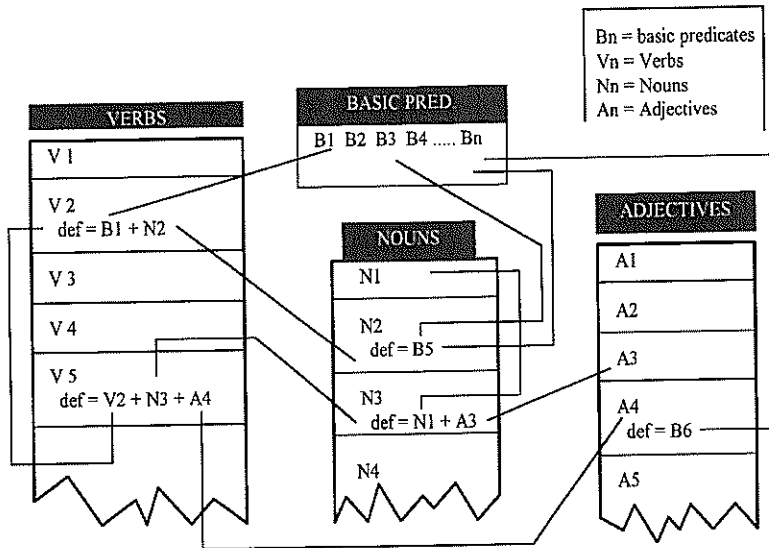 Bn = basic predicates
Vn = Verbs
Nn = Nouns
An = Adjectives
BASIC PRED
B1 B2 B3 B4 ..... Bn
VERBS
V 1
V 2
def = B1 + N2
V 3
V 4
V 5
def = V2 + N3 + A4
NOUNS
N1
N2
def = B5
N3
def = N1 + A3
N4
ADJECTIVES
A1
A2
A3
A4
def = B6
A5